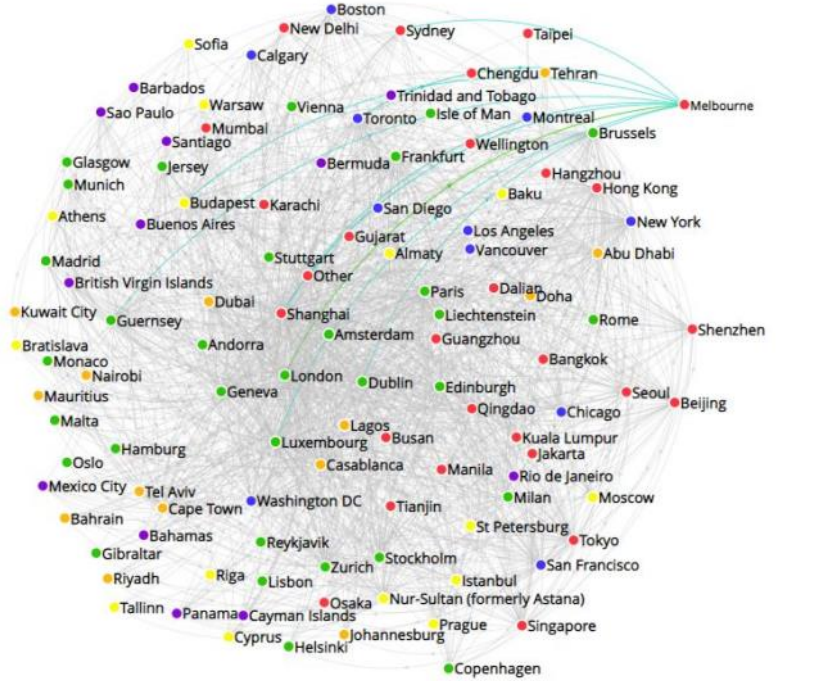 Boston
New Delhi
Sydney
Taipei
Sofia
Calgary
Chengdu
Tehran
Barbados
Trinidad and Tobago
Warsaw
Vienna
Melbourne
Sao Paulo
Isle of Man
Toronto
Montreal
Mumbai
Brussels
Santiago
Wellington
Frankfurt
Glasgow
Bermuda
Jersey
Hangzhou
Munich
Hong Kong
Baku
Budapest
Karachi
San Diego
Athens
New York
Buenos Aires
Los Angeles
Gujarat
Vancouver
Almaty
Abu Dhabi
Stuttgart
Madrid
Other
British Virgin Islands
Dalian
Paris
Doha
Dubai
Kuwait City
Shanghai
Liechtenstein
Guernsey
Rome
Shenzhen
Amsterdam
Guangzhou
Bratislava
Andorra
Monaco
Bangkok
Nairobi
London
Dublin
Edinburgh
Geneva
Seoul
Mauritius
Beijing
Qingdao
Chicago
Malta
Lagos
Busan
Kuala Lumpur
Luxembourg
Hamburg
Jakarta
Oslo
Casablanca
Manila
Rio de Janeiro
Mexico City
Tel Aviv
Milan
Moscow
Washington DC
Tianjin
Cape Town
Bahrain
St Petersburg
Bahamas
Reykjavik
Tokyo
Gibraltar
Stockholm
San Francisco
Zurich
Riyadh
Riga
Lisbon
Istanbul
Nur-Sultan (formerly Astana)
Osaka
Tallinn
Panama
Cayman Islands
Prague
Singapore
Cyprus
Johannesburg
Helsinki
Copenhagen